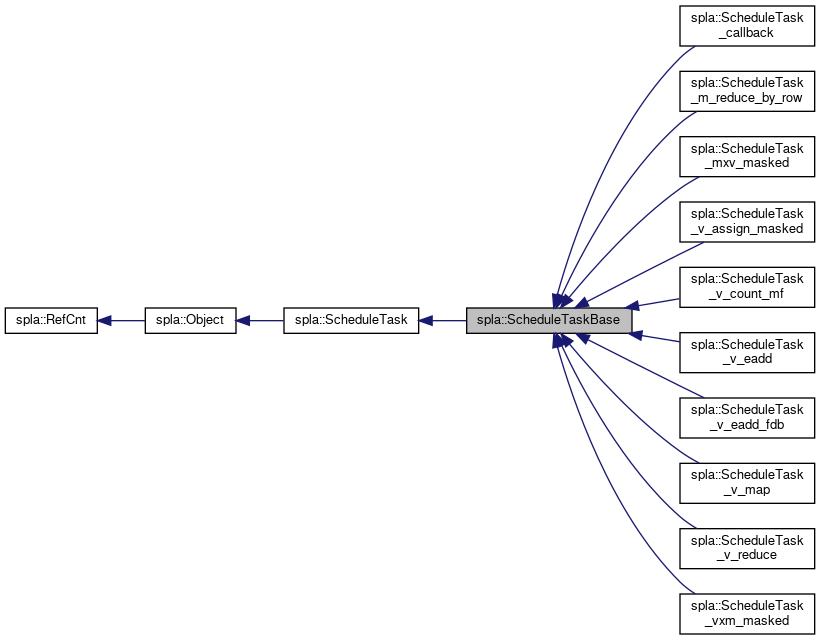 spla::RefCnt
spla::Object
spla::ScheduleTask
spla::ScheduleTaskBase
spla::ScheduleTask
_callback
spla::ScheduleTask
_m_reduce_by_row
spla::ScheduleTask
_mxv_masked
spla::ScheduleTask
_v_assign_masked
spla::ScheduleTask
_v_count_mf
spla::ScheduleTask
_v_eadd
spla::ScheduleTask
_v_eadd_fdb
spla::ScheduleTask
_v_map
spla::ScheduleTask
_v_reduce
spla::ScheduleTask
_vxm_masked